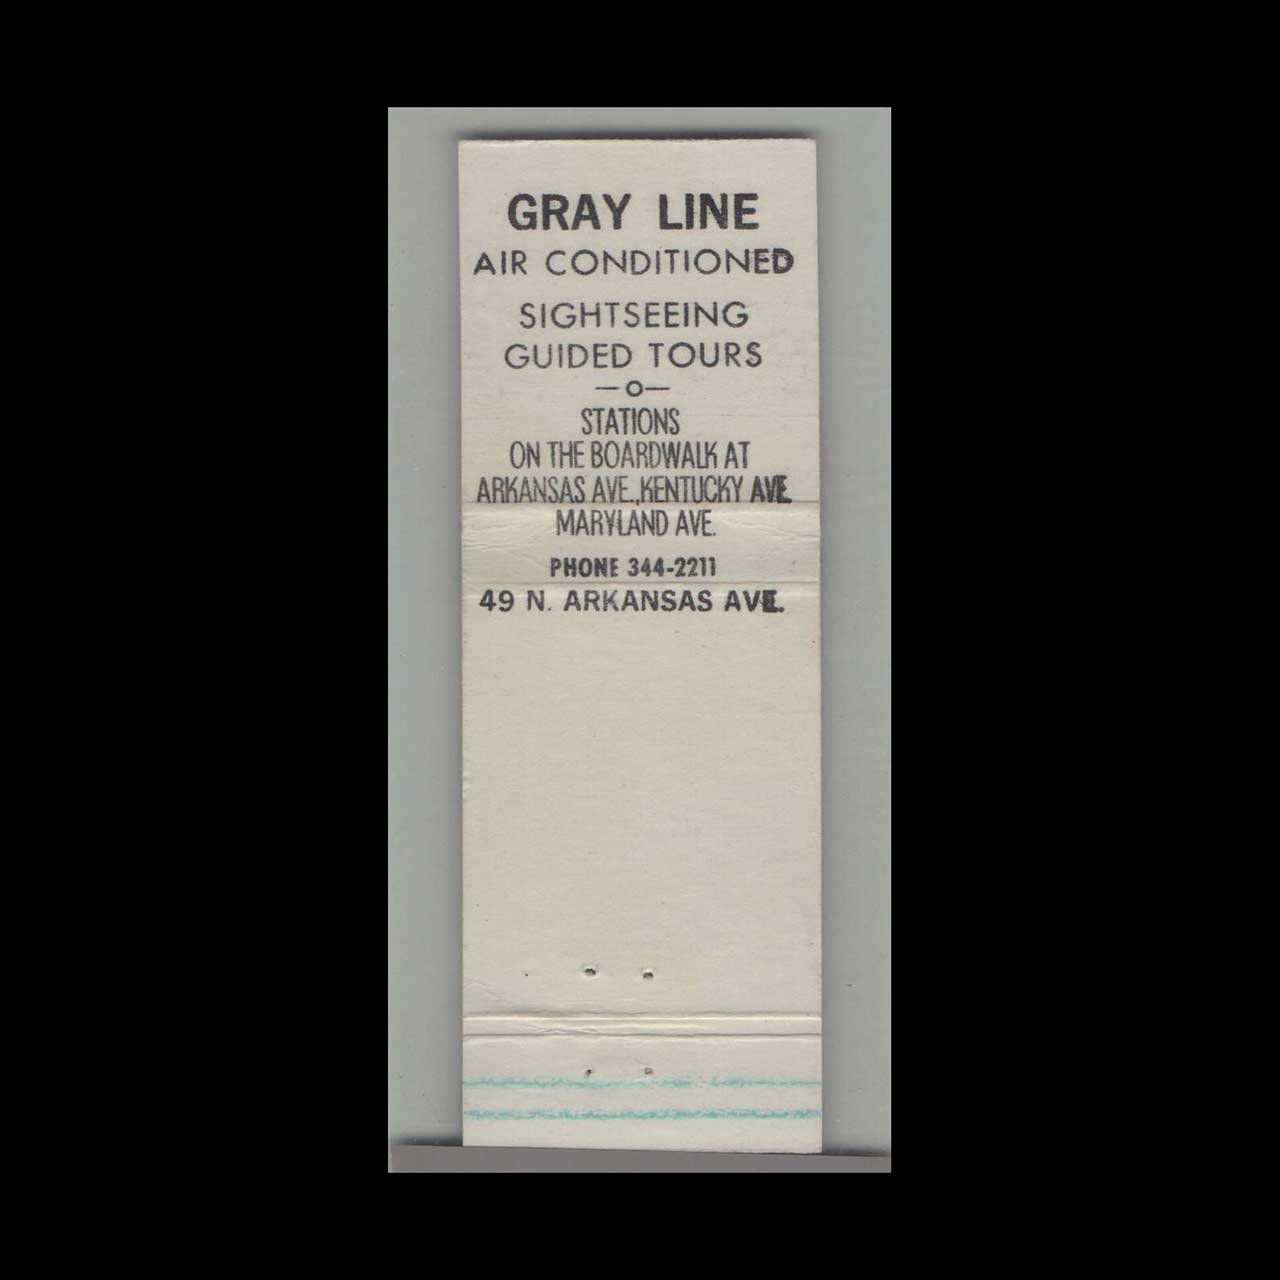 GRAY LINE
AIR CONDITIONED
SIGHTSEEING
GUIDED TOURS
—o—
STATIONS
ON THE BOARDWALK AT
ARKANSAS AVE.,KENTUCKY AVE.
MARYLAND AVE.
PHONE 344-2211
49 N. ARKANSAS AVE.